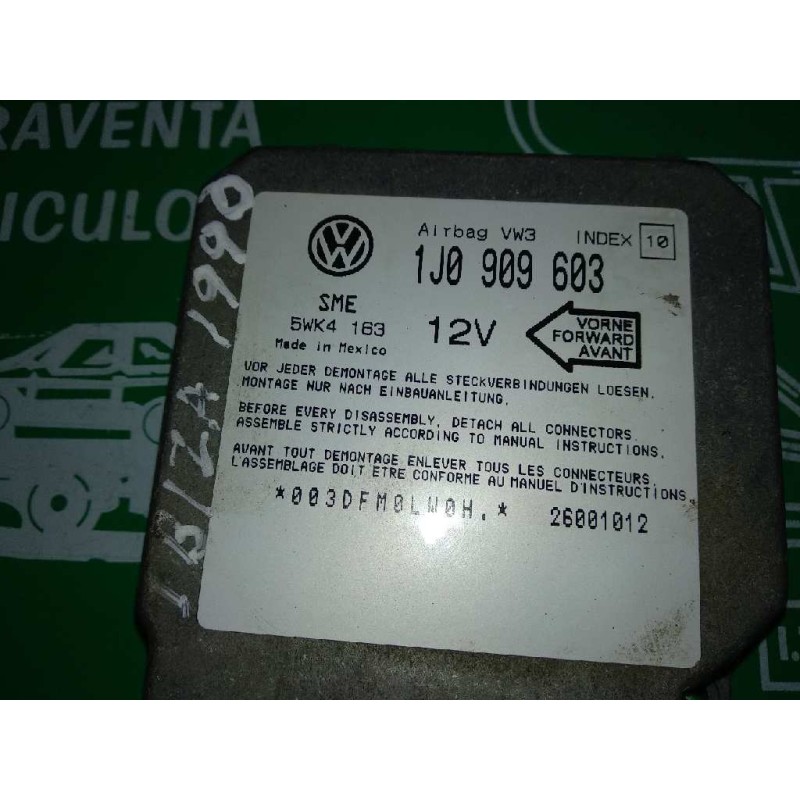 RAVENTA
ICULO
IBIZA 1990
Airbag VW3 INDEX 10
1J0 909 603
SME
5WK4 163 12V
Made in Mexico
VORNE
FORWARD
AVANT
VOR JEDER DEMONTAGE ALLE STECKVERBINDUNGEN LOESEN.
MONTAGE NUR NACH EINBAUANLEITUNG.
BEFORE EVERY DISASSEMBLY, DETACH ALL CONNECTORS
ASSEMBLE STRICTLY ACCORDING TO MANUAL INSTRUCTIONS.
AVANT TOUT DEMONTAGE ENLEVER TOUS LES CONNECTEURS.
L'ASSEMBLAGE DOIT ETRE CONFORME AU MANUEL D'INSTRUCTIONS.
*003DFM0LW0H.* 26001012